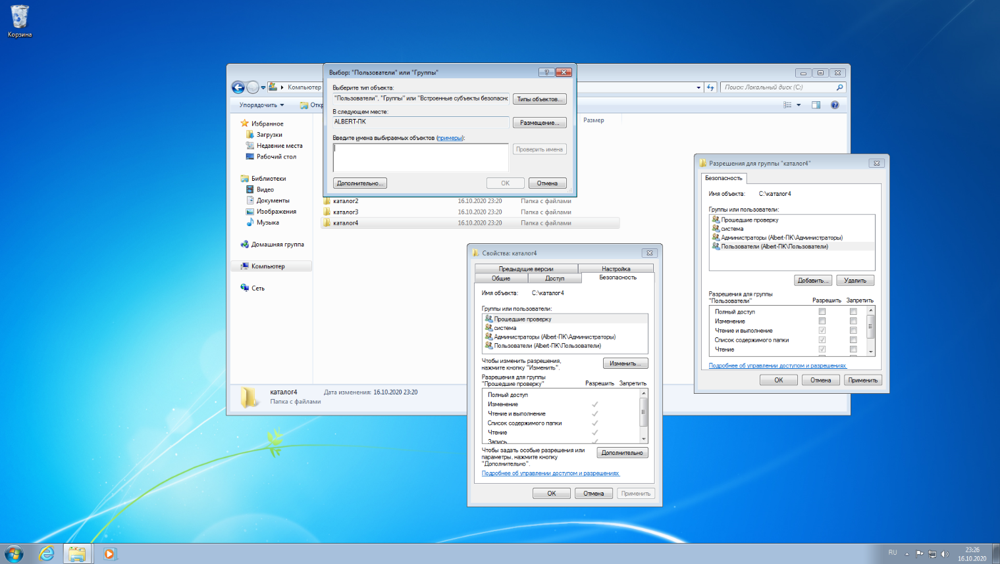 Корзина
Выбор: "Пользователи" или "Группы"
Выберите тип объекта:
"Пользователи", "Группы" или "Встроенные субъекты безопасно
Типы объектов...
В следующем месте:
ALBERT-ПК
Размещение...
Введите имена выбираемых объектов (примеры):
Проверить имена
Дополнительно...
ОК
Отмена
Компьютер
Поиск: Локальный диск (C:)
Упорядочить
Откр
Размер
Избранное
Загрузки
Недавние места
Рабочий стол
Библиотеки
Видео
Документы
Изображения
Музыка
Домашняя группа
Компьютер
Сеть
каталог2 16.10.2020 23:20 Папка с файлами
каталог3 16.10.2020 23:20 Папка с файлами
каталог4 16.10.2020 23:20 Папка с файлами
каталог4 Дата изменения: 16.10.2020 23:20
Папка с файлами
Свойства: каталог4
Предыдущие версии Настройка
Общие Доступ Безопасность
Имя объекта: C:\каталог4
Группы или пользователи:
Прошедшие проверку
система
Администраторы (Albert-ПК\Администраторы)
Пользователи (Albert-ПК\Пользователи)
Чтобы изменить разрешения,
нажмите кнопку "Изменить".
Изменить...
Разрешения для группы
"Прошедшие проверку" Разрешить Запретить
Полный доступ
Изменение
Чтение и выполнение
Список содержимого папки
Чтение
Запись
Чтобы задать особые разрешения или
параметры, нажмите кнопку
"Дополнительно".
Дополнительно
Подробнее об управлении доступом и разрешениях
ОК Отмена Применить
Разрешения для группы "каталог4"
Безопасность
Имя объекта: C:\каталог4
Группы или пользователи:
Прошедшие проверку
система
Администраторы (Albert-ПК\Администраторы)
Пользователи (Albert-ПК\Пользователи)
Добавить... Удалить
Разрешения для группы
"Пользователи" Разрешить Запретить
Полный доступ
Изменение
Чтение и выполнение
Список содержимого папки
Чтение
Подробнее об управлении доступом и разрешениях
ОК Отмена Применить
RU
23:26
16.10.2020